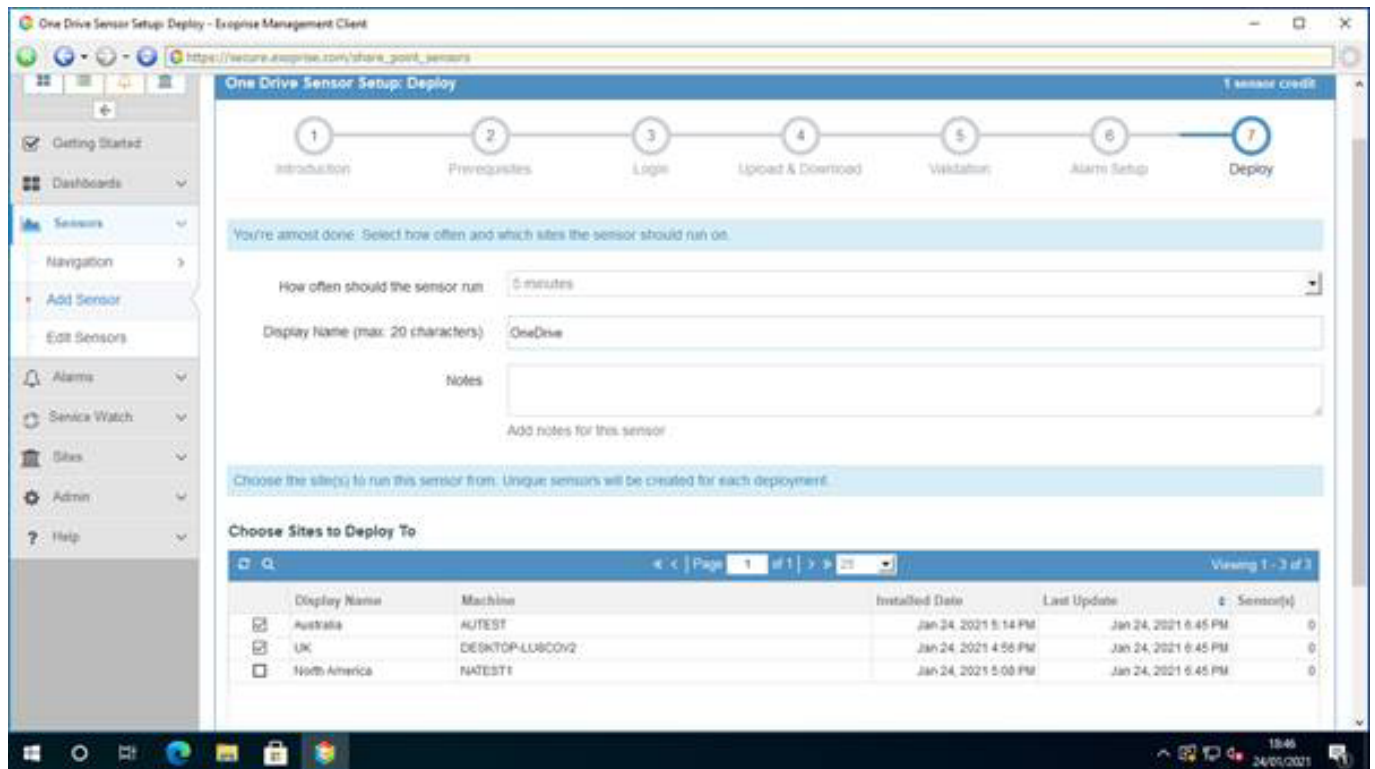 One Drive Sensor Setup: Deploy - Exoprise Management Client
https://secure.exoprise.com/share_point_sensors
One Drive Sensor Setup: Deploy 1 sensor credit
1 2 3 4 5 6 7
Introduction Prerequisites Login Upload & Download Validation Alarm Setup Deploy
Getting Started
Dashboards
Sensors
Navigation
Add Sensor
Edit Sensors
Alarms
Service Watch
Sites
Admin
? Help
You're almost done. Select how often and which sites the sensor should run on.
How often should the sensor run 5 minutes
Display Name (max. 20 characters) OneDrive
Notes
Add notes for this sensor
Choose the site(s) to run this sensor from. Unique sensors will be created for each deployment.
Choose Sites to Deploy To
Page 1 of 1 25 Viewing 1 - 3 of 3
Display Name Machine Installed Date Last Update Sensor(s)
Australia AUTEST Jan 24, 2021 5:14 PM Jan 24, 2021 6:45 PM 0
UK Jan 24, 2021 4:56 PM Jan 24, 2021 6:45 PM 0
North America NATEST1 Jan 24, 2021 5:08 PM Jan 24, 2021 6:45 PM 0
18:46
24/01/2021